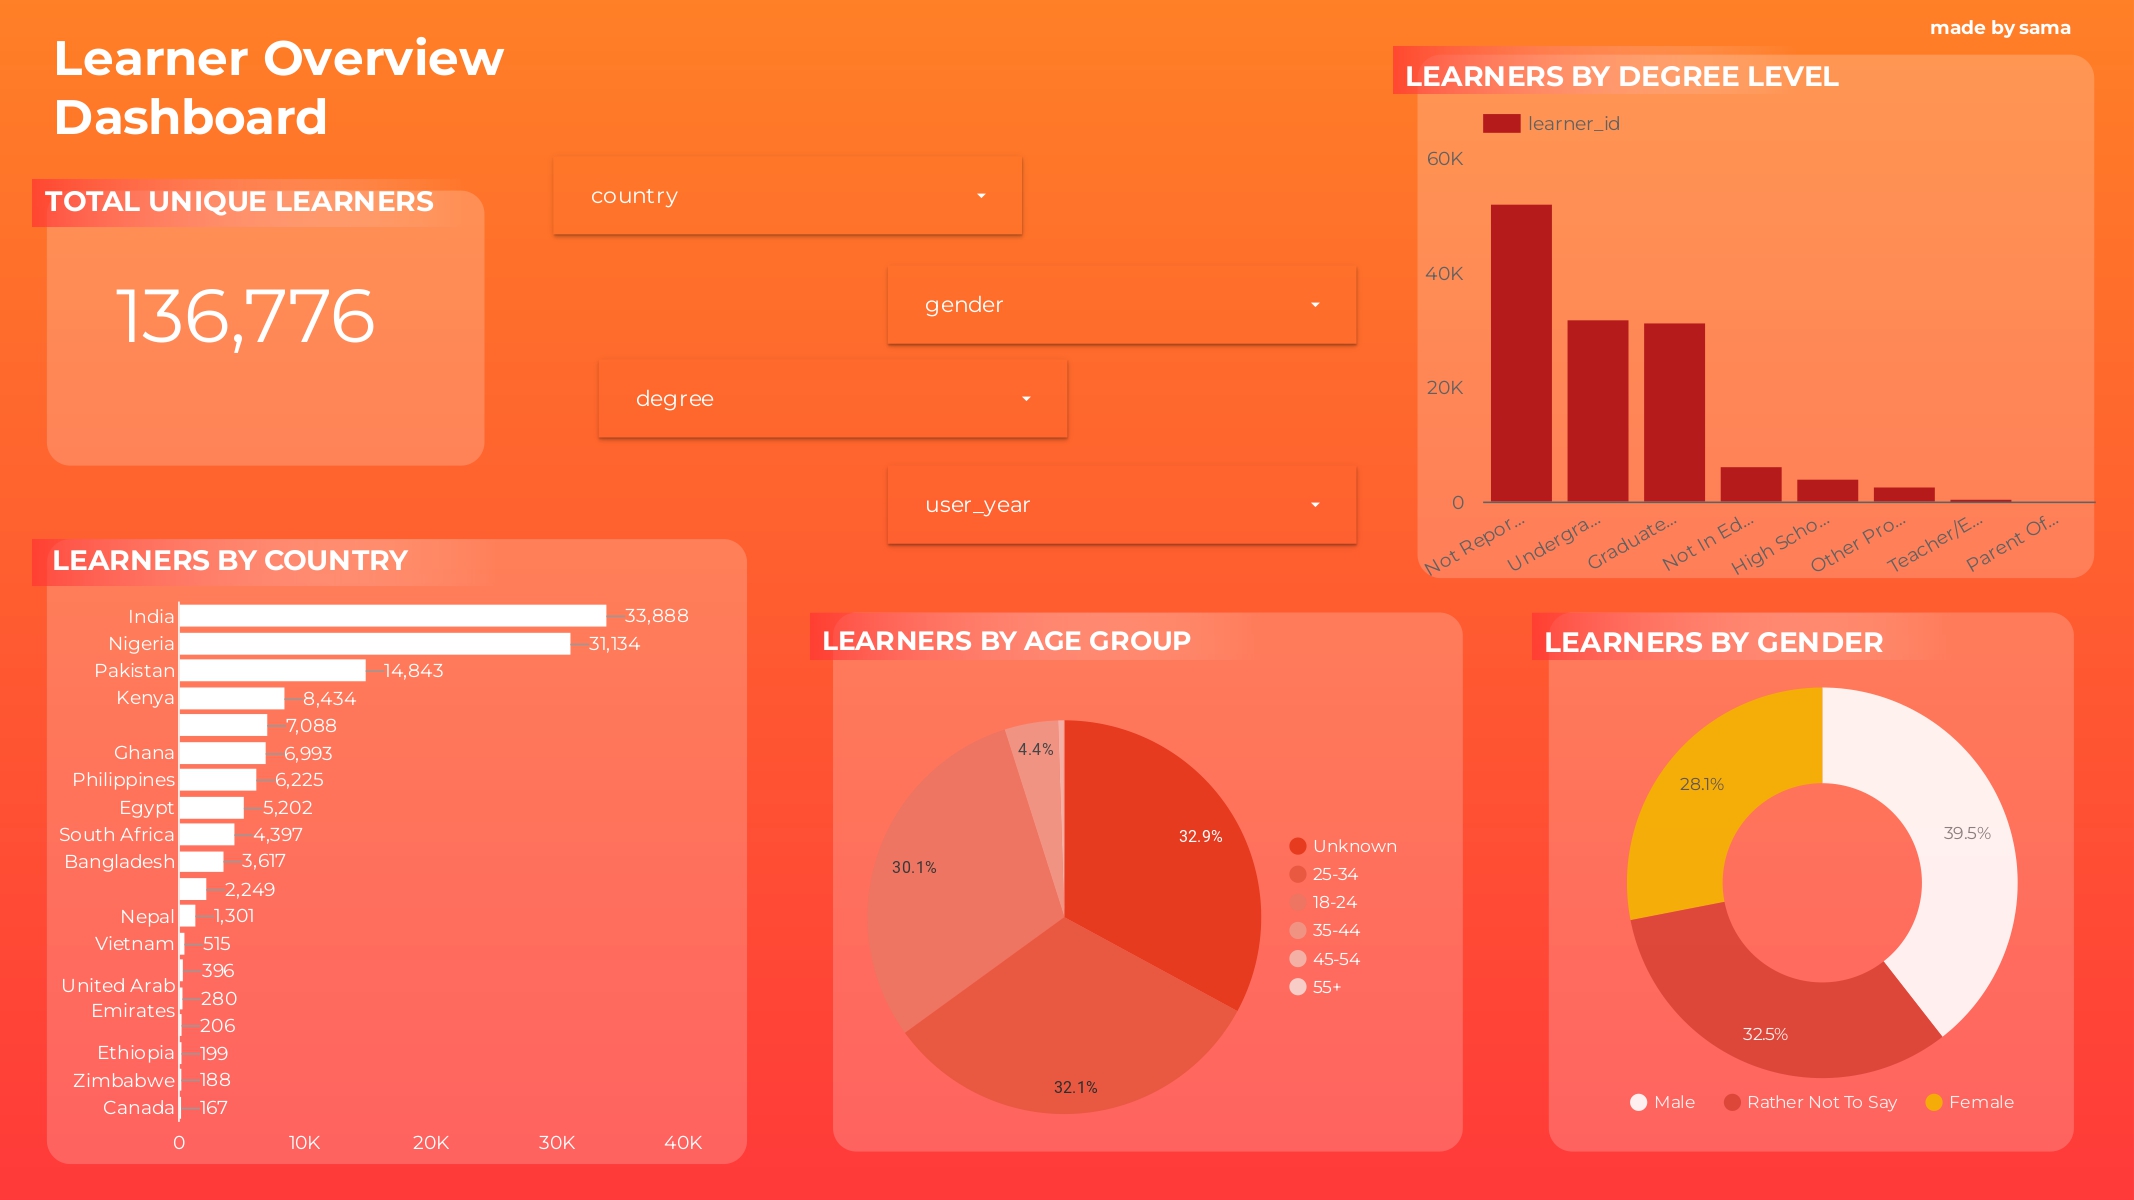 made by sama
Learner Overview
Dashboard
TOTAL UNIQUE LEARNERS
136,776
country
gender
degree
user_year
LEARNERS BY DEGREE LEVEL
learner_id
60K
40K
20K
0
Not Repor...
Undergra...
Graduate...
Not In Ed...
High Scho...
Other Pro...
Teacher/E...
Parent Of...
LEARNERS BY COUNTRY
India 33,888
Nigeria 31,134
Pakistan 14,843
Kenya 8,434
7,088
Ghana 6,993
Philippines 6,225
Egypt 5,202
South Africa 4,397
Bangladesh 3,617
2,249
Nepal 1,301
Vietnam 515
396
United Arab
Emirates 280
206
Ethiopia 199
Zimbabwe 188
Canada 167
0 10K 20K 30K 40K
LEARNERS BY AGE GROUP
4.4%
32.9%
30.1%
32.1%
Unknown
25-34
18-24
35-44
45-54
55+
LEARNERS BY GENDER
28.1%
39.5%
32.5%
Male Rather Not To Say Female